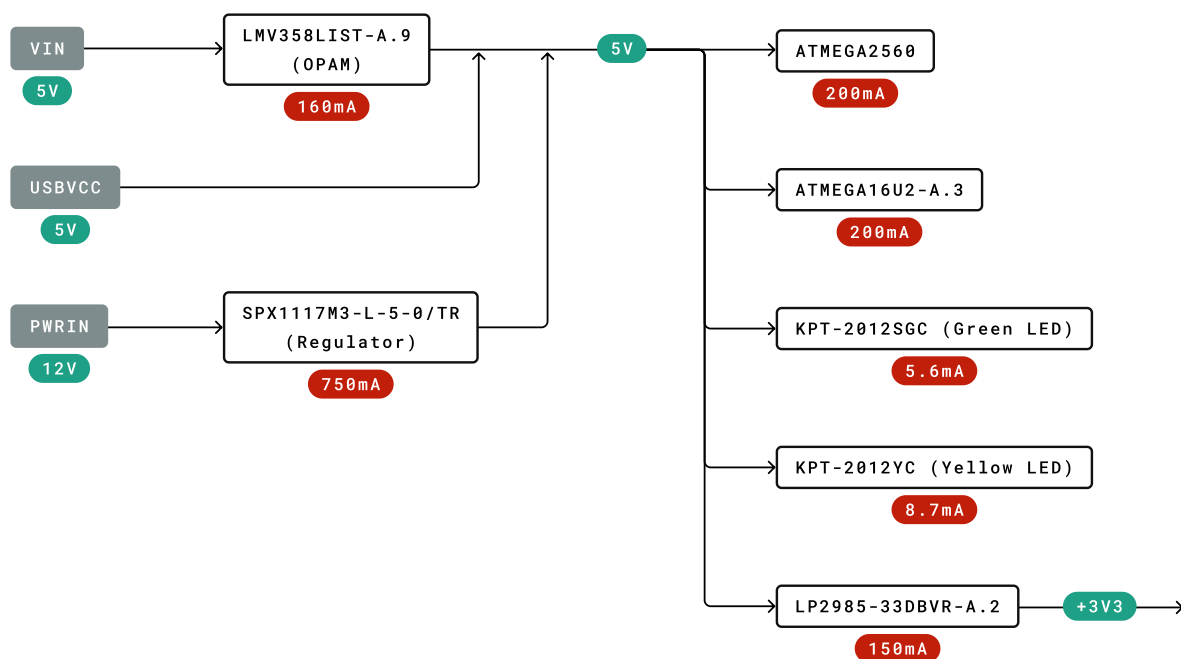 VIN
5V
LMV358LIST-A.9
(OPAM)
160mA
5V
ATMEGA2560
200mA
USBVCC
5V
ATMEGA16U2-A.3
200mA
PWRIN
12V
SPX1117M3-L-5-0/TR
(Regulator)
750mA
KPT-2012SGC (Green LED)
5.6mA
KPT-2012YC (Yellow LED)
8.7mA
LP2985-33DBVR-A.2
150mA
+3V3